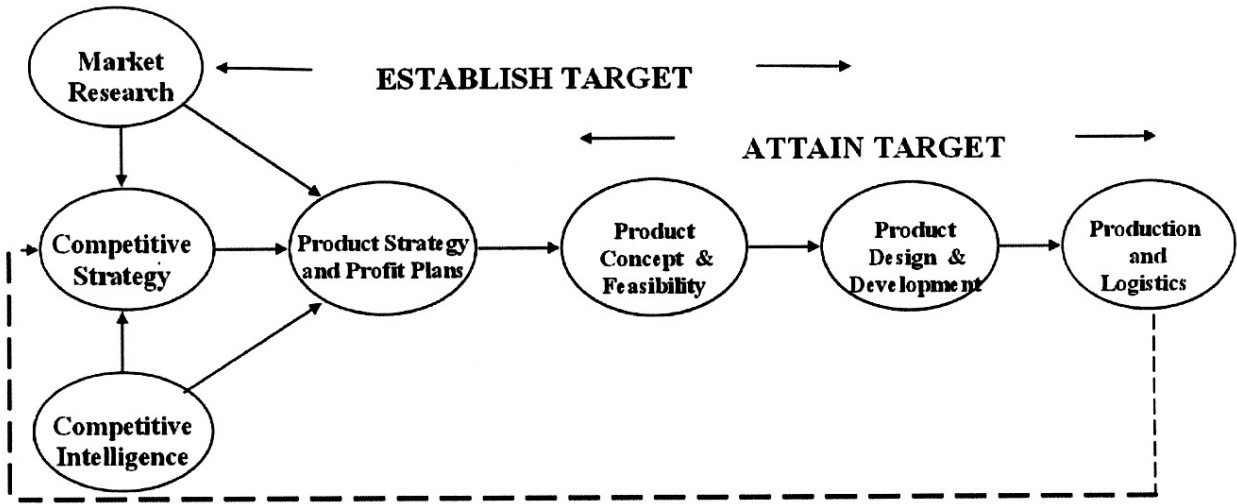 Market
Research
ESTABLISH TARGET
ATTAIN TARGET
Competitive
Strategy
Product Strategy
and Profit Plans
Product
Concept &
Feasibility
Product
Design &
Development
Production
and
Logistics
Competitive
Intelligence